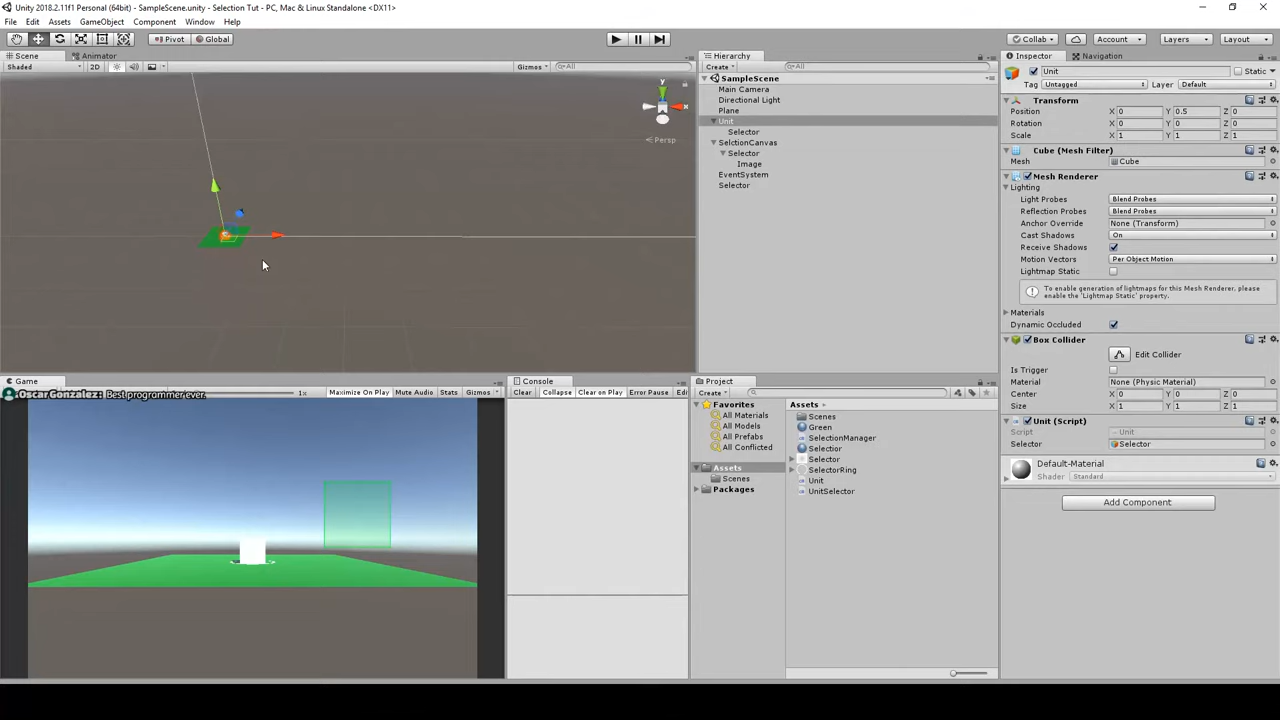 Unity 2018.2.11f1 Personal (64bit) - SampleScene.unity - Selection Tut - PC, Mac & Linux Standalone <DX11>
File Edit Assets GameObject Component Window Help
Pivot Global Collab Account Layers Layout
Scene Animator
Shaded 2D Gizmos All
y
x
Persp
Hierarchy
Create All
SampleScene
Main Camera
Directional Light
Plane
Unit
Selector
SelctionCanvas
Selector
Image
EventSystem
Selector
Inspector Navigation
Unit Static
Tag Untagged Layer Default
Transform
Position X 0 Y 0.5 Z 0
Rotation X 0 Y 0 Z 0
Scale X 1 Y 1 Z 1
Cube (Mesh Filter)
Mesh Cube
Mesh Renderer
Lighting
Light Probes Blend Probes
Reflection Probes Blend Probes
Anchor Override None (Transform)
Cast Shadows On
Receive Shadows
Motion Vectors Per Object Motion
Lightmap Static
To enable generation of lightmaps for this Mesh Renderer, please
enable the 'Lightmap Static' property.
Materials
Dynamic Occluded
Box Collider
Edit Collider
Is Trigger
Material None (Physic Material)
Center X 0 Y 0 Z 0
Size X 1 Y 1 Z 1
Unit (Script)
Script Unit
Selector Selector
Default-Material
Shader Standard
Add Component
Game
Oscar Gonzalez: Best programmer ever.
1x Maximize On Play Mute Audio Stats Gizmos
Console
Clear Collapse Clear on Play Error Pause Edi
Project
Create
Favorites
All Materials
All Models
All Prefabs
All Conflicted
Assets
Scenes
Packages
Assets
Scenes
Green
SelectionManager
Selectior
Selector
SelectorRing
Unit
UnitSelector